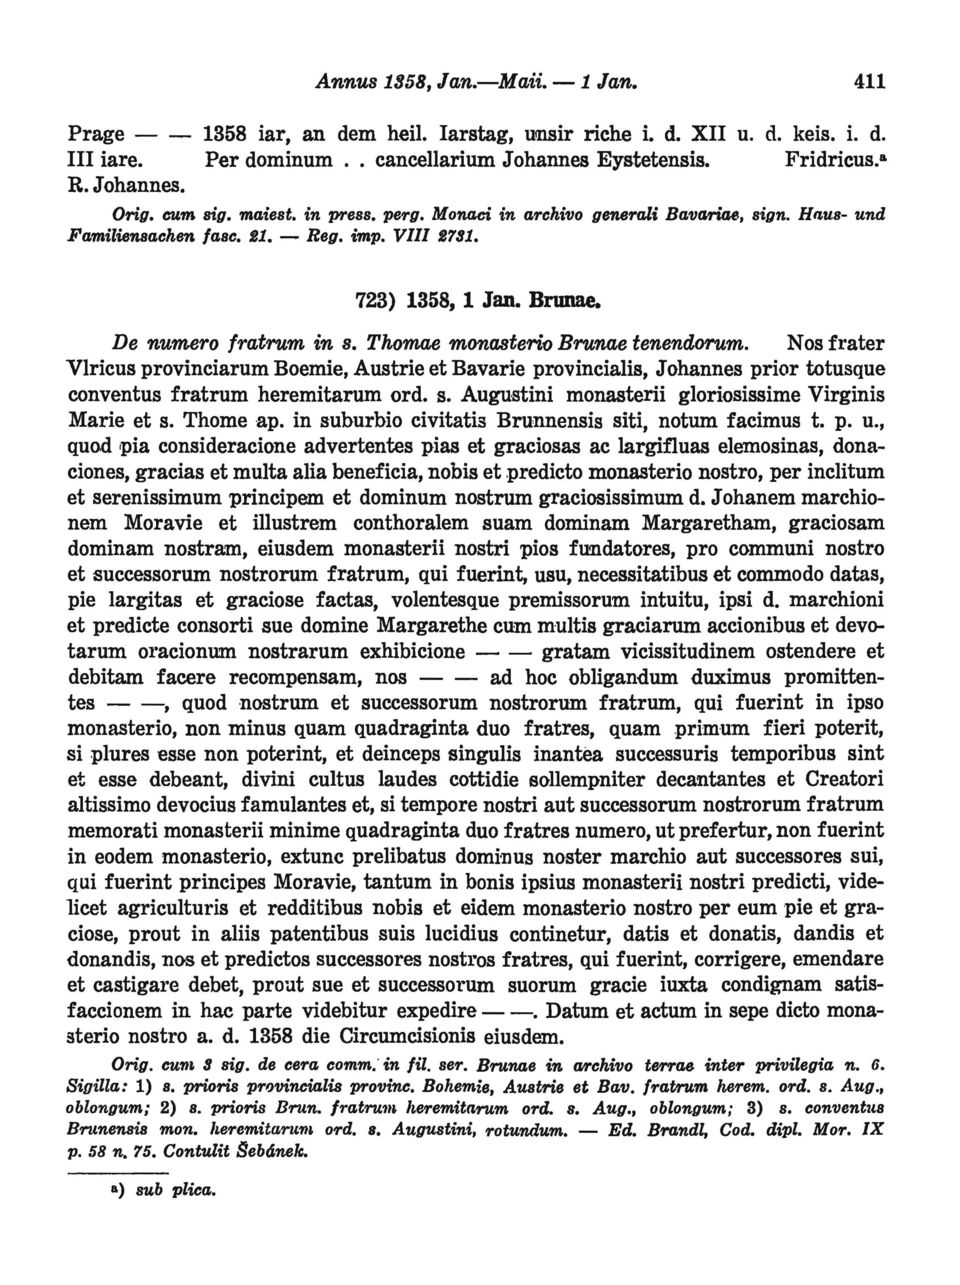 Annus 1358, Jan.—Maii. — 1 Jan. 411
Prage — — 1358 iar, an dem heil. Iarstag, unsir riche i. d. XII u. d. keis. i. d.
III iare. Per dominum . . cancellarium Johannes Eystetensis. Fridricus.a
R. Johannes.
Orig. cum sig. maiest. in press. perg. Monaci in archivo generali Bavariae, sign. Haus- und
Familiensachen fasc. 21. — Reg. imp. VIII 2731.
723) 1358, 1 Jan. Brunae.
De numero fratrum in s. Thomae monasterio Brunae tenendorum. Nos frater
Vlricus provinciarum Boemie, Austrie et Bavarie provincialis, Johannes prior totusque
conventus fratrum heremitarum ord. s. Augustini monasterii gloriosissime Virginis
Marie et s. Thome ap. in suburbio civitatis Brunnensis siti, notum facimus t. p. u.,
quod pia consideracione advertentes pias et graciosas ac largifluas elemosinas, dona-
ciones, gracias et multa alia beneficia, nobis et predicto monasterio nostro, per inclitum
et serenissimum principem et dominum nostrum graciosissimum d. Johanem marchio-
nem Moravie et illustrem conthoralem suam dominam Margaretham, graciosam
dominam nostram, eiusdem monasterii nostri pios fundatores, pro communi nostro
et successorum nostrorum fratrum, qui fuerint, usu, necessitatibus et commodo datas,
pie largitas et graciose factas, volentesque premissorum intuitu, ipsi d. marchioni
et predicte consorti sue domine Margarethe cum multis graciarum accionibus et devo-
tarum oracionum nostrarum exhibicione — — gratam vicissitudinem ostendere et
debitam facere recompensam, nos — — ad hoc obligandum duximus promitten-
tes — —, quod nostrum et successorum nostrorum fratrum, qui fuerint in ipso
monasterio, non minus quam quadraginta duo fratres, quam primum fieri poterit,
si plures esse non poterint, et deinceps singulis inantea successuris temporibus sint
et esse debeant, divini cultus laudes cottidie sollempniter decantantes et Creatori
altissimo devocius famulantes et, si tempore nostri aut successorum nostrorum fratrum
memorati monasterii minime quadraginta duo fratres numero, ut prefertur, non fuerint
in eodem monasterio, extunc prelibatus dominus noster marchio aut successores sui,
qui fuerint principes Moravie, tantum in bonis ipsius monasterii nostri predicti, vide-
licet agriculturis et redditibus nobis et eidem monasterio nostro per eum pie et gra-
ciose, prout in aliis patentibus suis lucidius continetur, datis et donatis, dandis et
donandis, nos et predictos successores nostros fratres, qui fuerint, corrigere, emendare
et castigare debet, prout sue et successorum suorum gracie iuxta condignam satis-
faccionem in hac parte videbitur expedire — —. Datum et actum in sepe dicto mona-
sterio nostro a. d. 1358 die Circumcisionis eiusdem.
Orig. cum 3 sig. de cera comm. in fil. ser. Brunae in archivo terrae inter privilegia n. 6.
Sigilla: 1) s. prioris provincialis provinc. Bohemie, Austrie et Bav. fratrum herem. ord. s. Aug.,
oblongum; 2) s. prioris Brun. fratrum heremitarum ord. s. Aug., oblongum; 3) s. conventus
Brunensis mon. heremitarum ord. s. Augustini, rotundum. — Ed. Brandl, Cod. dipl. Mor. IX
p. 58 n. 75. Contulit Šebánek.
a) sub plica.